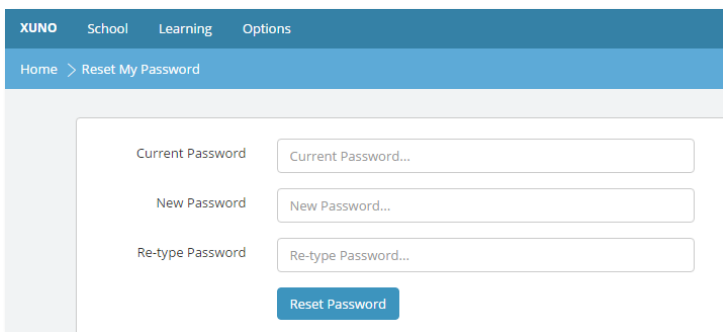 XUNO School Learning Options
Home > Reset My Password
Current Password Current Password...
New Password New Password...
Re-type Password Re-type Password...
Reset Password